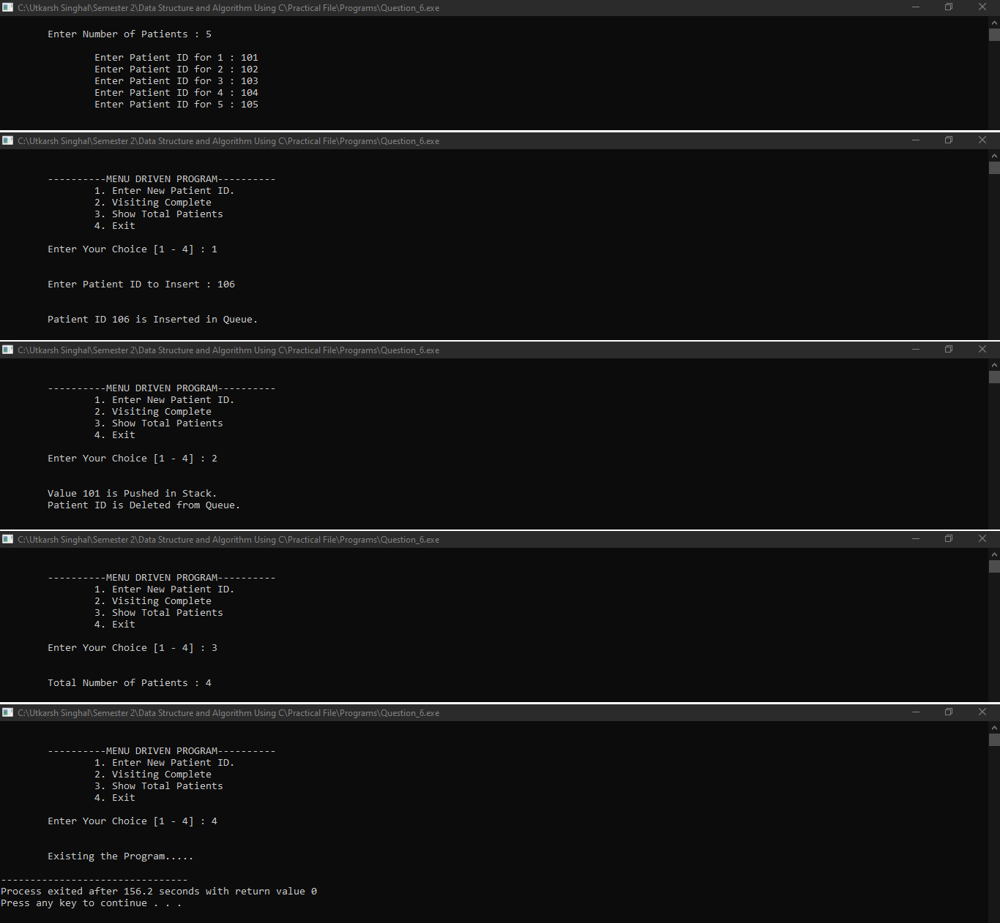 C:\Utkarsh Singhal\Semester 2\Data Structure and Algorithm Using C\Practical File\Programs\Question_6.exe
Enter Number of Patients : 5
Enter Patient ID for 1 : 101
Enter Patient ID for 2 : 102
Enter Patient ID for 3 : 103
Enter Patient ID for 4 : 104
Enter Patient ID for 5 : 105
C:\Utkarsh Singhal\Semester 2\Data Structure and Algorithm Using C\Practical File\Programs\Question_6.exe
----------MENU DRIVEN PROGRAM----------
1. Enter New Patient ID.
2. Visiting Complete
3. Show Total Patients
4. Exit
Enter Your Choice [1 - 4] : 1
Enter Patient ID to Insert : 106
Patient ID 106 is Inserted in Queue.
C:\Utkarsh Singhal\Semester 2\Data Structure and Algorithm Using C\Practical File\Programs\Question_6.exe
----------MENU DRIVEN PROGRAM----------
1. Enter New Patient ID.
2. Visiting Complete
3. Show Total Patients
4. Exit
Enter Your Choice [1 - 4] : 2
Value 101 is Pushed in Stack.
Patient ID is Deleted from Queue.
C:\Utkarsh Singhal\Semester 2\Data Structure and Algorithm Using C\Practical File\Programs\Question_6.exe
----------MENU DRIVEN PROGRAM----------
1. Enter New Patient ID.
2. Visiting Complete
3. Show Total Patients
4. Exit
Enter Your Choice [1 - 4] : 3
Total Number of Patients : 4
C:\Utkarsh Singhal\Semester 2\Data Structure and Algorithm Using C\Practical File\Programs\Question_6.exe
----------MENU DRIVEN PROGRAM----------
1. Enter New Patient ID.
2. Visiting Complete
3. Show Total Patients
4. Exit
Enter Your Choice [1 - 4] : 4
Existing the Program.....
--------------------------------
Process exited after 156.2 seconds with return value 0
Press any key to continue . . .